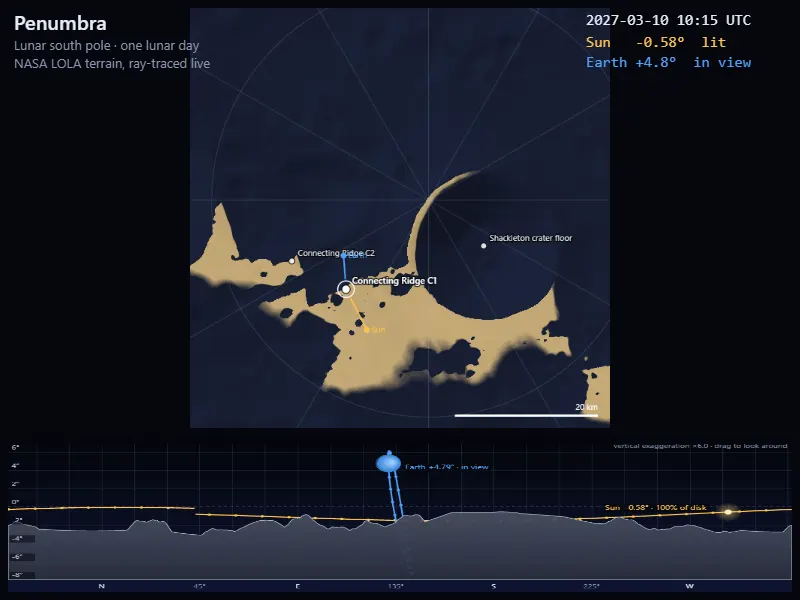 Penumbra
Lunar south pole · one lunar day
NASA LOLA terrain, ray-traced live
2027-03-10 10:15 UTC
Sun -0.58° lit
Earth +4.8° in view
Shackleton crater floor
Connecting Ridge C2
Connecting Ridge C1
Sun
20 km
vertical exaggeration ×6.0 · drag to look around
6°
4°
2°
0°
-2°
-4°
-6°
-8°
Earth +4.79° · in view
Sun -0.58° · 100% of disk
N 45° E 135° S 225° W